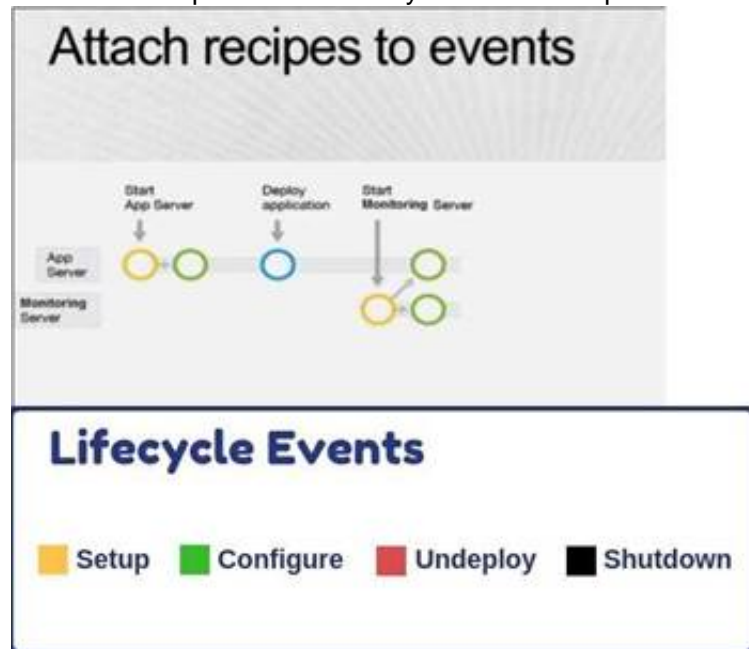 Attach recipes to events
Start
App Server
Deploy
application
Start
Monitoring Server
App
Server
Monitoring
Server
Lifecycle Events
Setup Configure Undeploy Shutdown